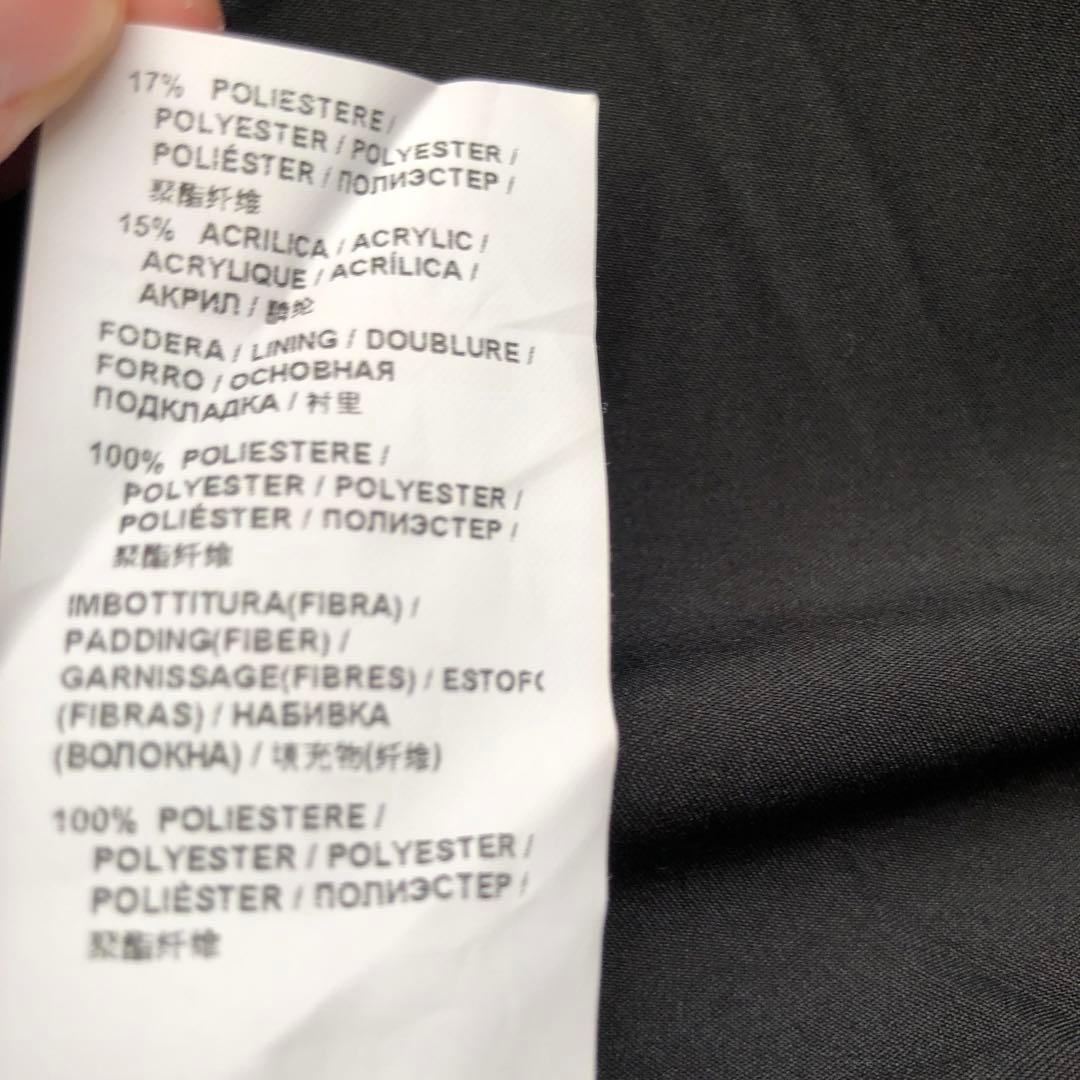 17% POLIESTERE /
POLYESTER / POLYESTER /
POLIÉSTER / ПОЛИЭСТЕР /
聚酯纤维
15% ACRILICA / ACRYLIC /
ACRYLIQUE / ACRÍLICA /
АКРИЛ / 腈纶
FODERA / LINING / DOUBLURE /
FORRO / ОСНОВНАЯ
ПОДКЛАДКА / 衬里
100% POLIESTERE /
POLYESTER / POLYESTER /
POLIÉSTER / ПОЛИЭСТЕР /
聚酯纤维
IMBOTTITURA(FIBRA) /
PADDING(FIBER) /
GARNISSAGE(FIBRES) / ESTOF
(FIBRAS) / НАБИВКА
(ВОЛОКНА) / 填充物(纤维)
100% POLIESTERE /
POLYESTER / POLYESTER /
POLIÉSTER / ПОЛИЭСТЕР /
聚酯纤维